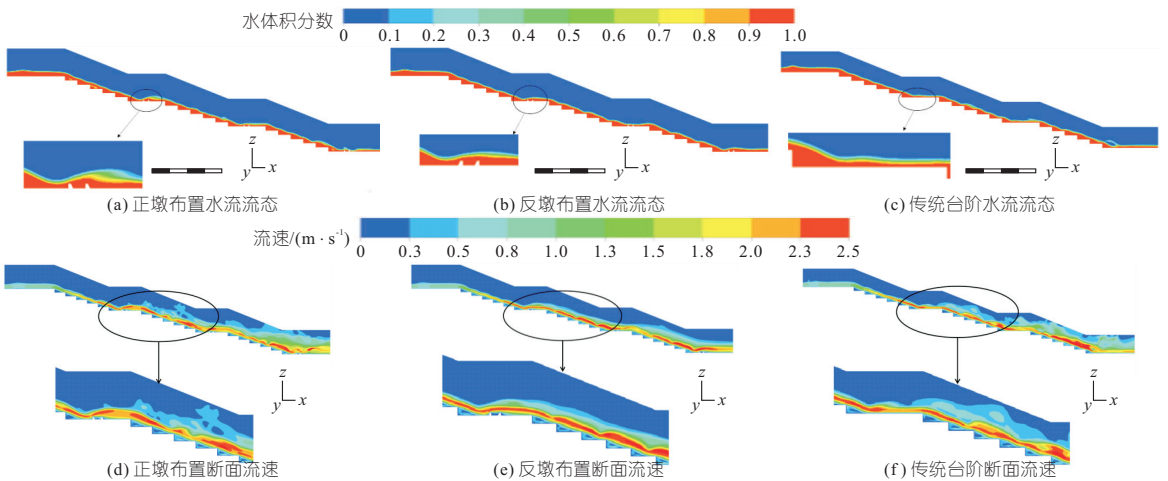 水体积分数
0 0.1 0.2 0.3 0.4 0.5 0.6 0.7 0.8 0.9 1.0
z
y x
z
y x
z
y x
(a) 正墩布置水流流态
(b) 反墩布置水流流态
(c) 传统台阶水流流态
流速/(m · s⁻¹)
0 0.3 0.5 0.8 1.0 1.3 1.5 1.8 2.0 2.3 2.5
z
y x
z
y x
z
y x
(d) 正墩布置断面流速
(e) 反墩布置断面流速
(f) 传统台阶断面流速